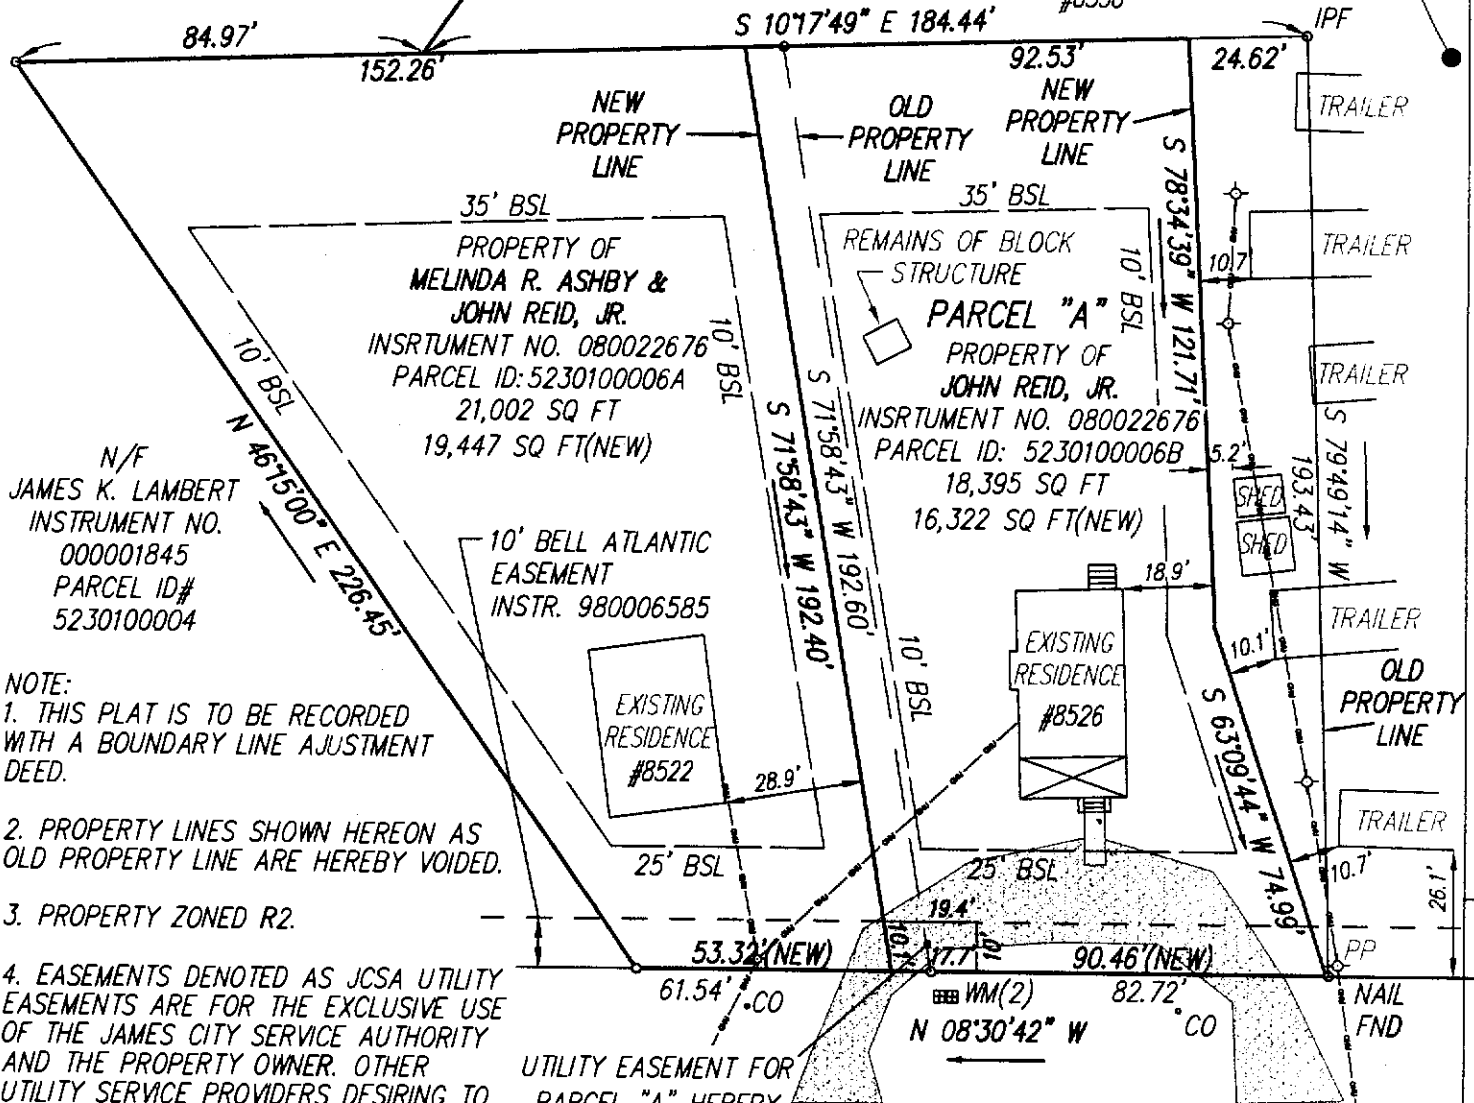 #8538
S 10°17'49" E 184.44'
IPF
84.97'
152.26'
92.53'
24.62'
NEW
PROPERTY
LINE
OLD
PROPERTY
LINE
NEW
PROPERTY
LINE
TRAILER
S 78°34'39" W 121.71'
35' BSL
35' BSL
PROPERTY OF
MELINDA R. ASHBY &
JOHN REID, JR.
INSRTUMENT NO. 080022676
PARCEL ID: 5230100006A
21,002 SQ FT
19,447 SQ FT(NEW)
10' BSL
10' BSL
REMAINS OF BLOCK
STRUCTURE
10' BSL
10.7'
TRAILER
PARCEL "A"
PROPERTY OF
JOHN REID, JR.
INSRTUMENT NO. 080022676
PARCEL ID: 5230100006B
18,395 SQ FT
16,322 SQ FT(NEW)
TRAILER
5.2'
SHED
SHED
193.43'
S 79°49'14" W
N 46°15'00" E 226.45'
S 71°58'43" W 192.40'
S 71°58'43" W 192.60'
N/F
JAMES K. LAMBERT
INSTRUMENT NO.
000001845
PARCEL ID#
5230100004
10' BELL ATLANTIC
EASEMENT
INSTR. 980006585
18.9'
TRAILER
EXISTING
RESIDENCE
#8522
28.9'
10' BSL
EXISTING
RESIDENCE
#8526
10.1'
S 63°09'44" W 74.99'
OLD
PROPERTY
LINE
NOTE:
1. THIS PLAT IS TO BE RECORDED
WITH A BOUNDARY LINE AJUSTMENT
DEED.
2. PROPERTY LINES SHOWN HEREON AS
OLD PROPERTY LINE ARE HEREBY VOIDED.
3. PROPERTY ZONED R2.
4. EASEMENTS DENOTED AS JCSA UTILITY
EASEMENTS ARE FOR THE EXCLUSIVE USE
OF THE JAMES CITY SERVICE AUTHORITY
AND THE PROPERTY OWNER. OTHER
UTILITY SERVICE PROVIDERS DESIRING TO
TRAILER
25' BSL
25' BSL
10.7'
26.1'
19.4'
10.1'
17.7'
10'
53.32'(NEW)
90.46'(NEW)
PP
61.54'
CO
WM(2)
82.72'
CO
NAIL
FND
N 08°30'42" W
UTILITY EASEMENT FOR
PARCEL "A" HEREBY